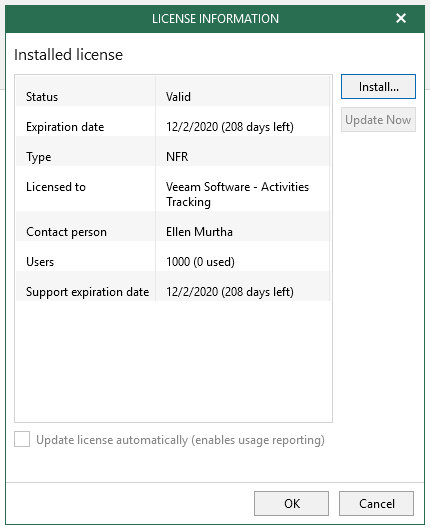 LICENSE INFORMATION
Installed license
Status Valid
Expiration date 12/2/2020 (208 days left)
Type NFR
Licensed to Veeam Software - Activities
Tracking
Contact person Ellen Murtha
Users 1000 (0 used)
Support expiration date 12/2/2020 (208 days left)
Install...
Update Now
Update license automatically (enables usage reporting)
OK Cancel